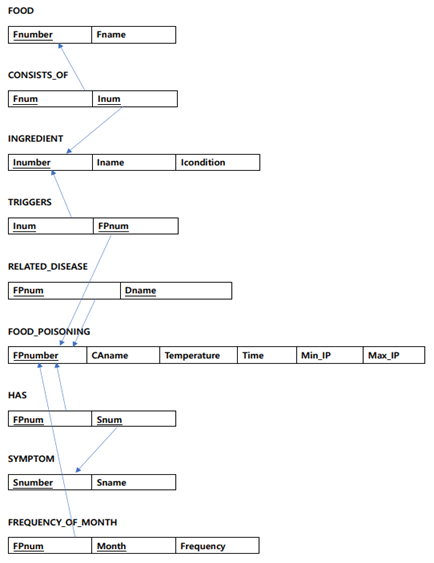 FOOD
Fnumber Fname
CONSISTS_OF
Fnum Inum
INGREDIENT
Inumber Iname Icondition
TRIGGERS
Inum FPnum
RELATED_DISEASE
FPnum Dname
FOOD_POISONING
FPnumber CAname Temperature Time Min_IP Max_IP
HAS
FPnum Snum
SYMPTOM
Snumber Sname
FREQUENCY_OF_MONTH
FPnum Month Frequency